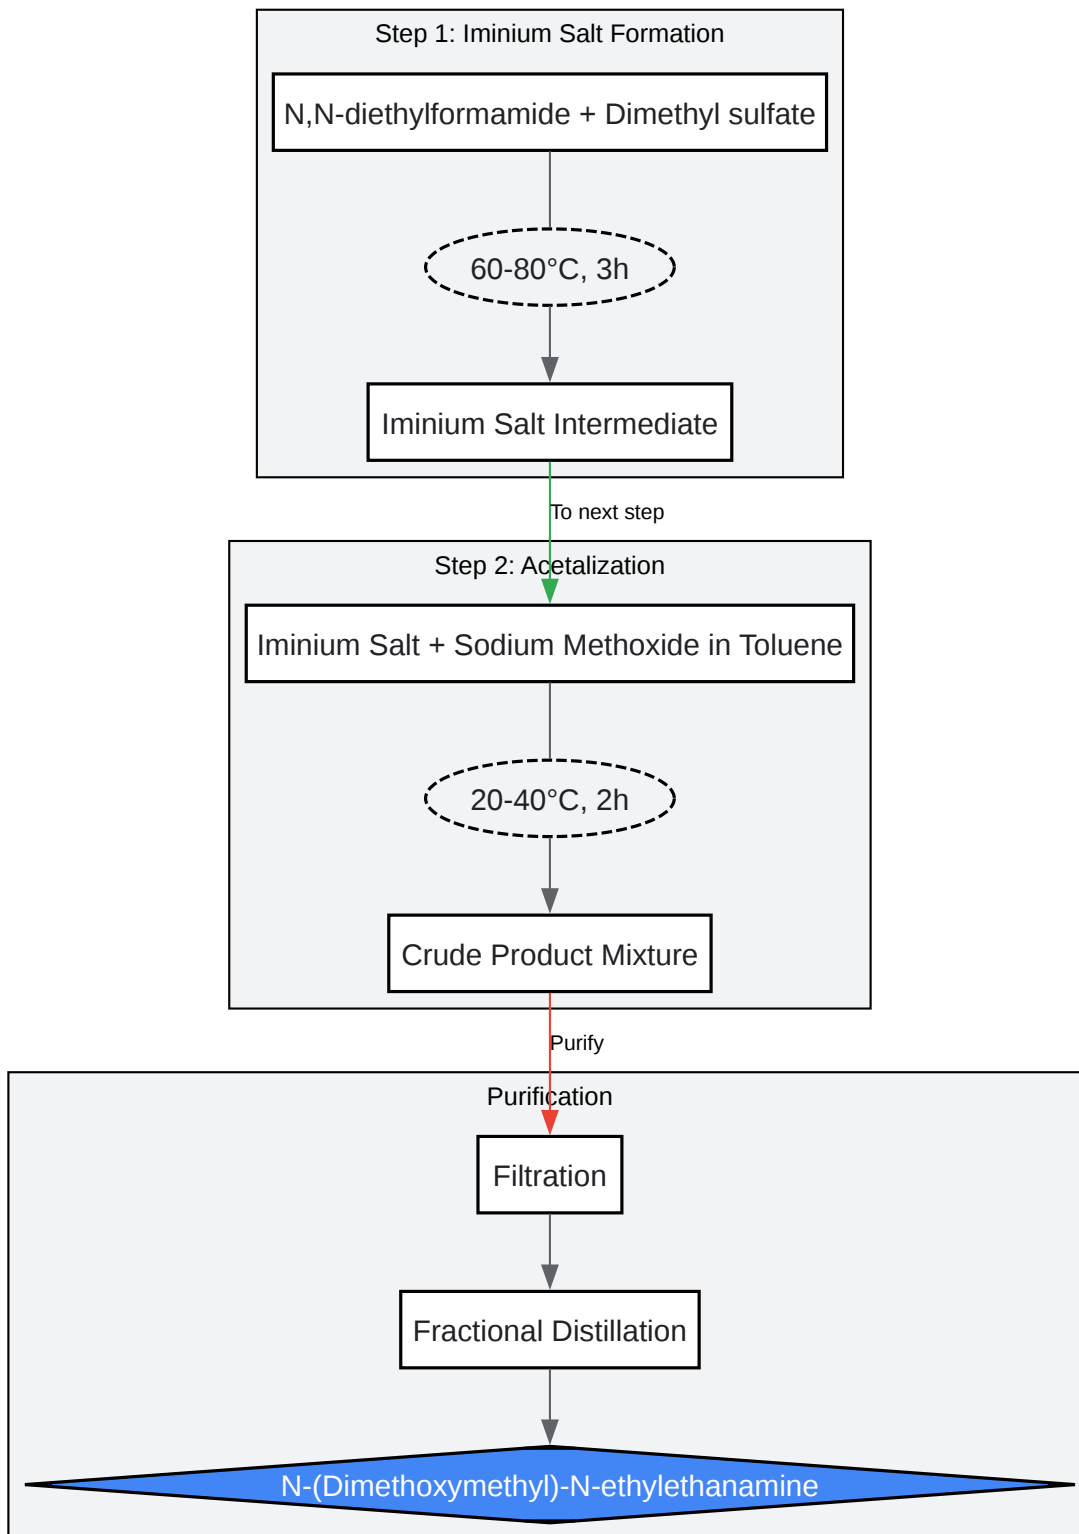 Step 1: Iminium Salt Formation
N,N-diethylformamide + Dimethyl sulfate
60-80°C, 3h
Iminium Salt Intermediate
To next step
Step 2: Acetalization
Iminium Salt + Sodium Methoxide in Toluene
20-40°C, 2h
Crude Product Mixture
Purify
Purification
Filtration
Fractional Distillation
N-(Dimethoxymethyl)-N-ethylethanamine